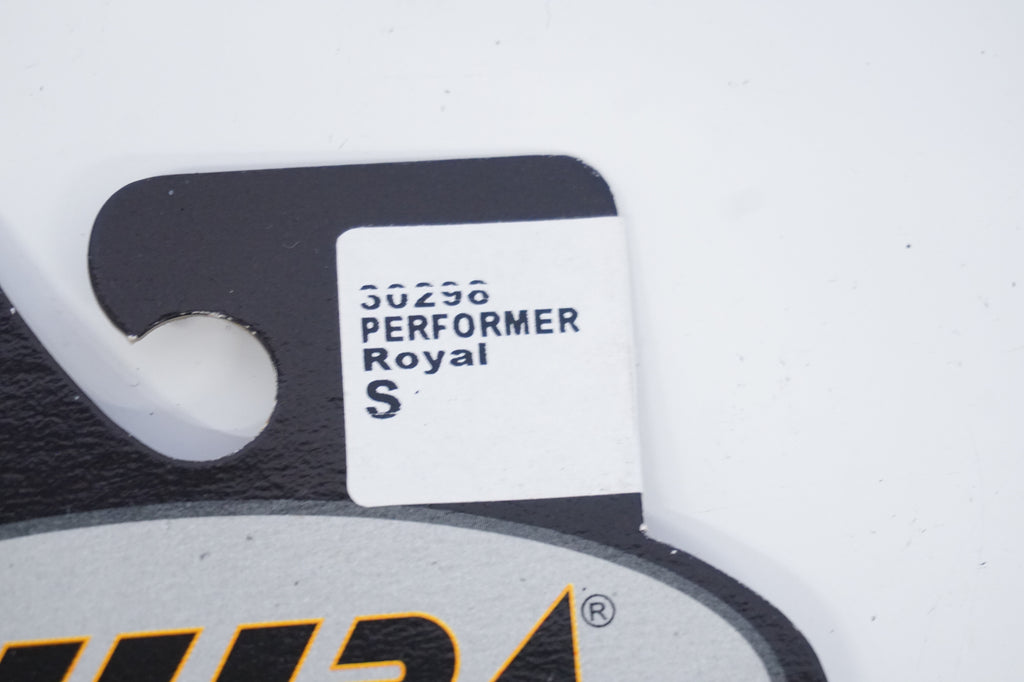 30298
PERFORMER
Royal
S
®